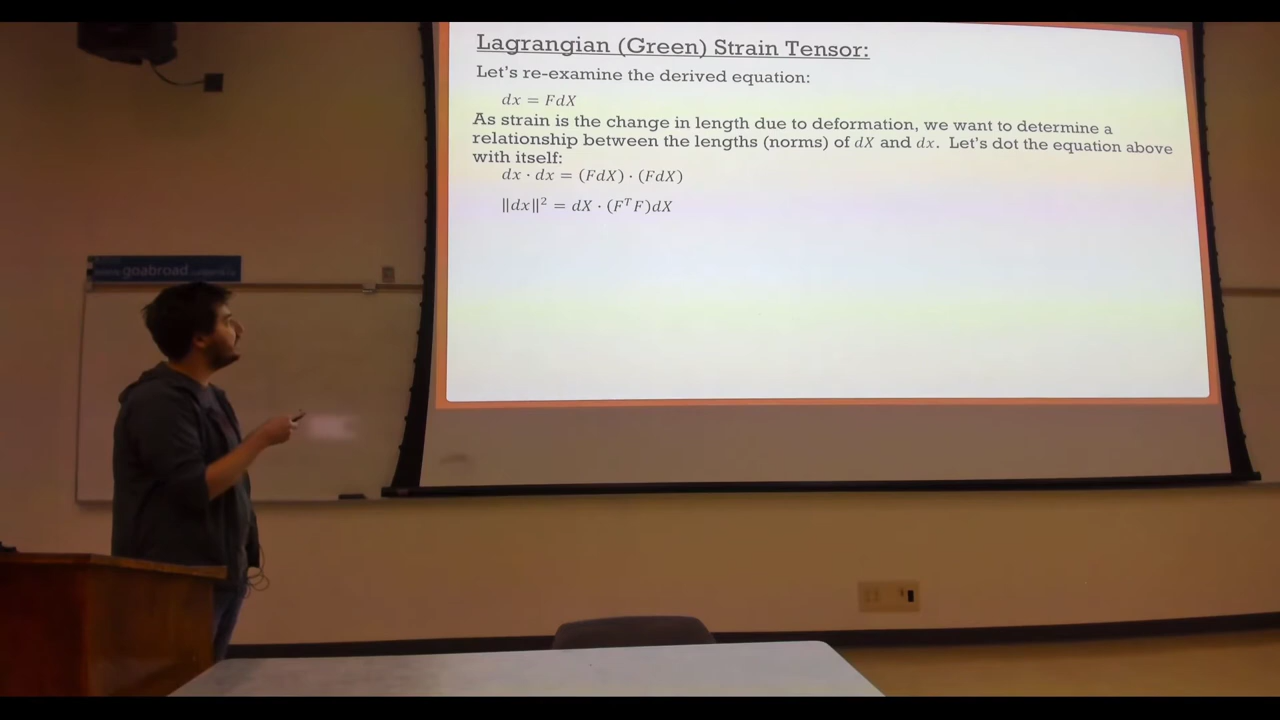 Lagrangian (Green) Strain Tensor:
Let's re-examine the derived equation:
dx = FdX
As strain is the change in length due to deformation, we want to determine a
relationship between the lengths (norms) of dX and dx. Let's dot the equation above
with itself:
dx · dx = (FdX) · (FdX)
‖dx‖² = dX · (FᵀF)dX
goabroad